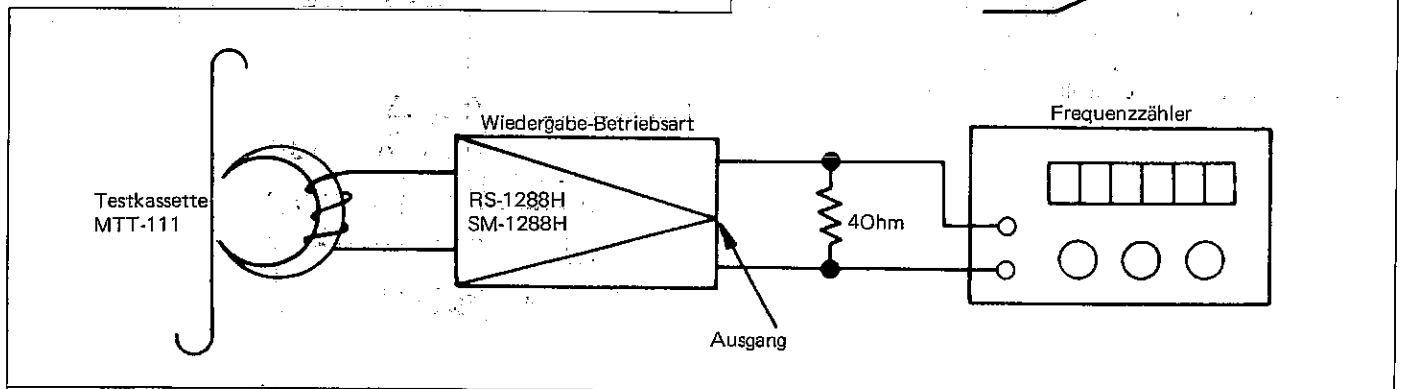 Wiedergabe-Betriebsart
Frequenzzähler
Testkassette
MTT-111
RS-1288H
SM-1288H
4Ohm
Ausgang